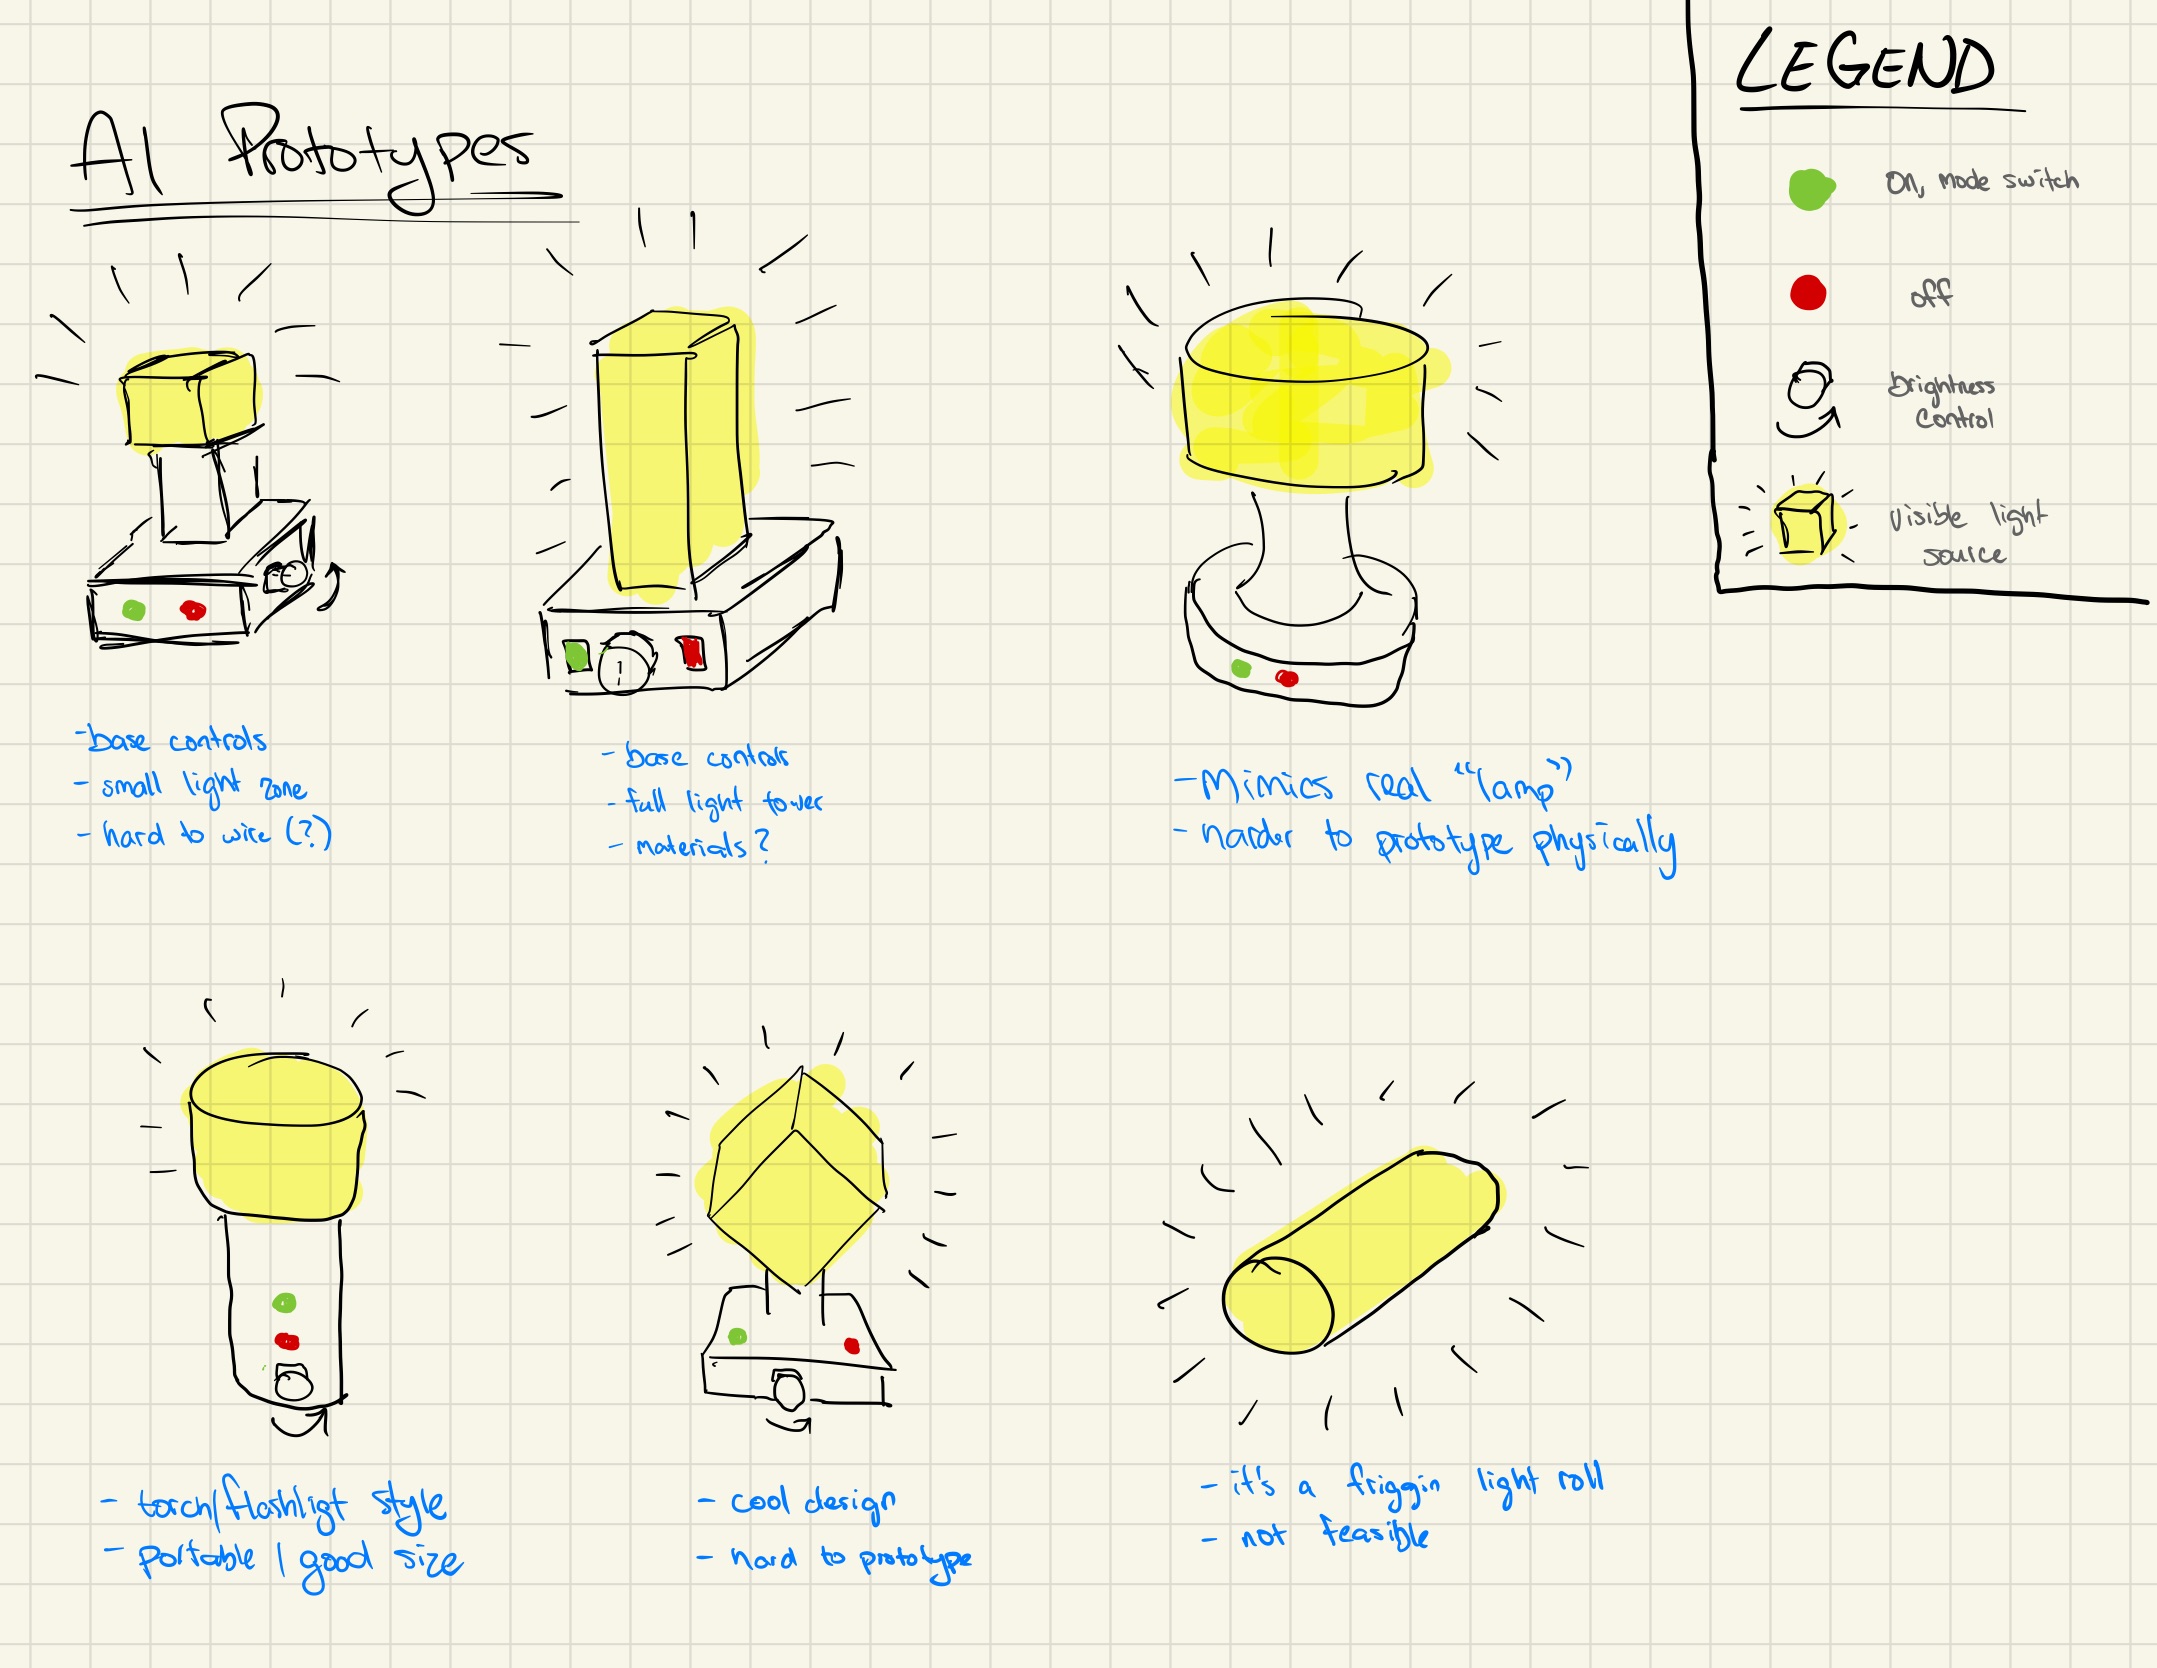 AI Prototypes
LEGEND
On, mode switch
off
brightness
control
visible light
source
- base controls
- small light zone
- hard to wire (?)
- base controls
- full light tower
- materials?
- Mimics real "lamp"
- harder to prototype physically
- torch/flashligt style
- portable / good size
- cool design
- hard to prototype
- it's a friggin light roll
- not feasible